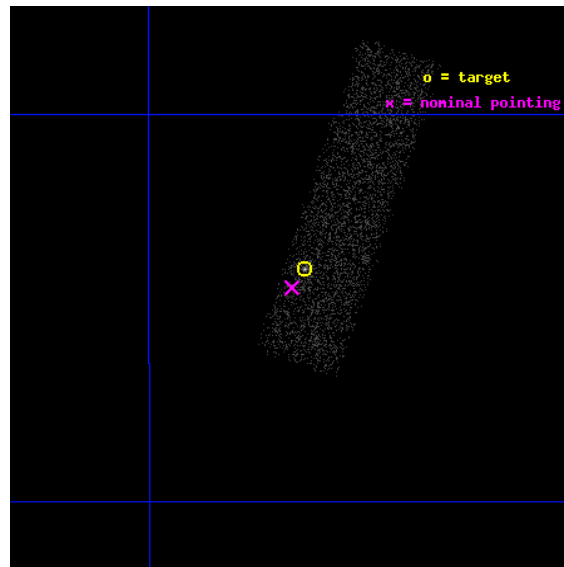 o = target
x = nominal pointing